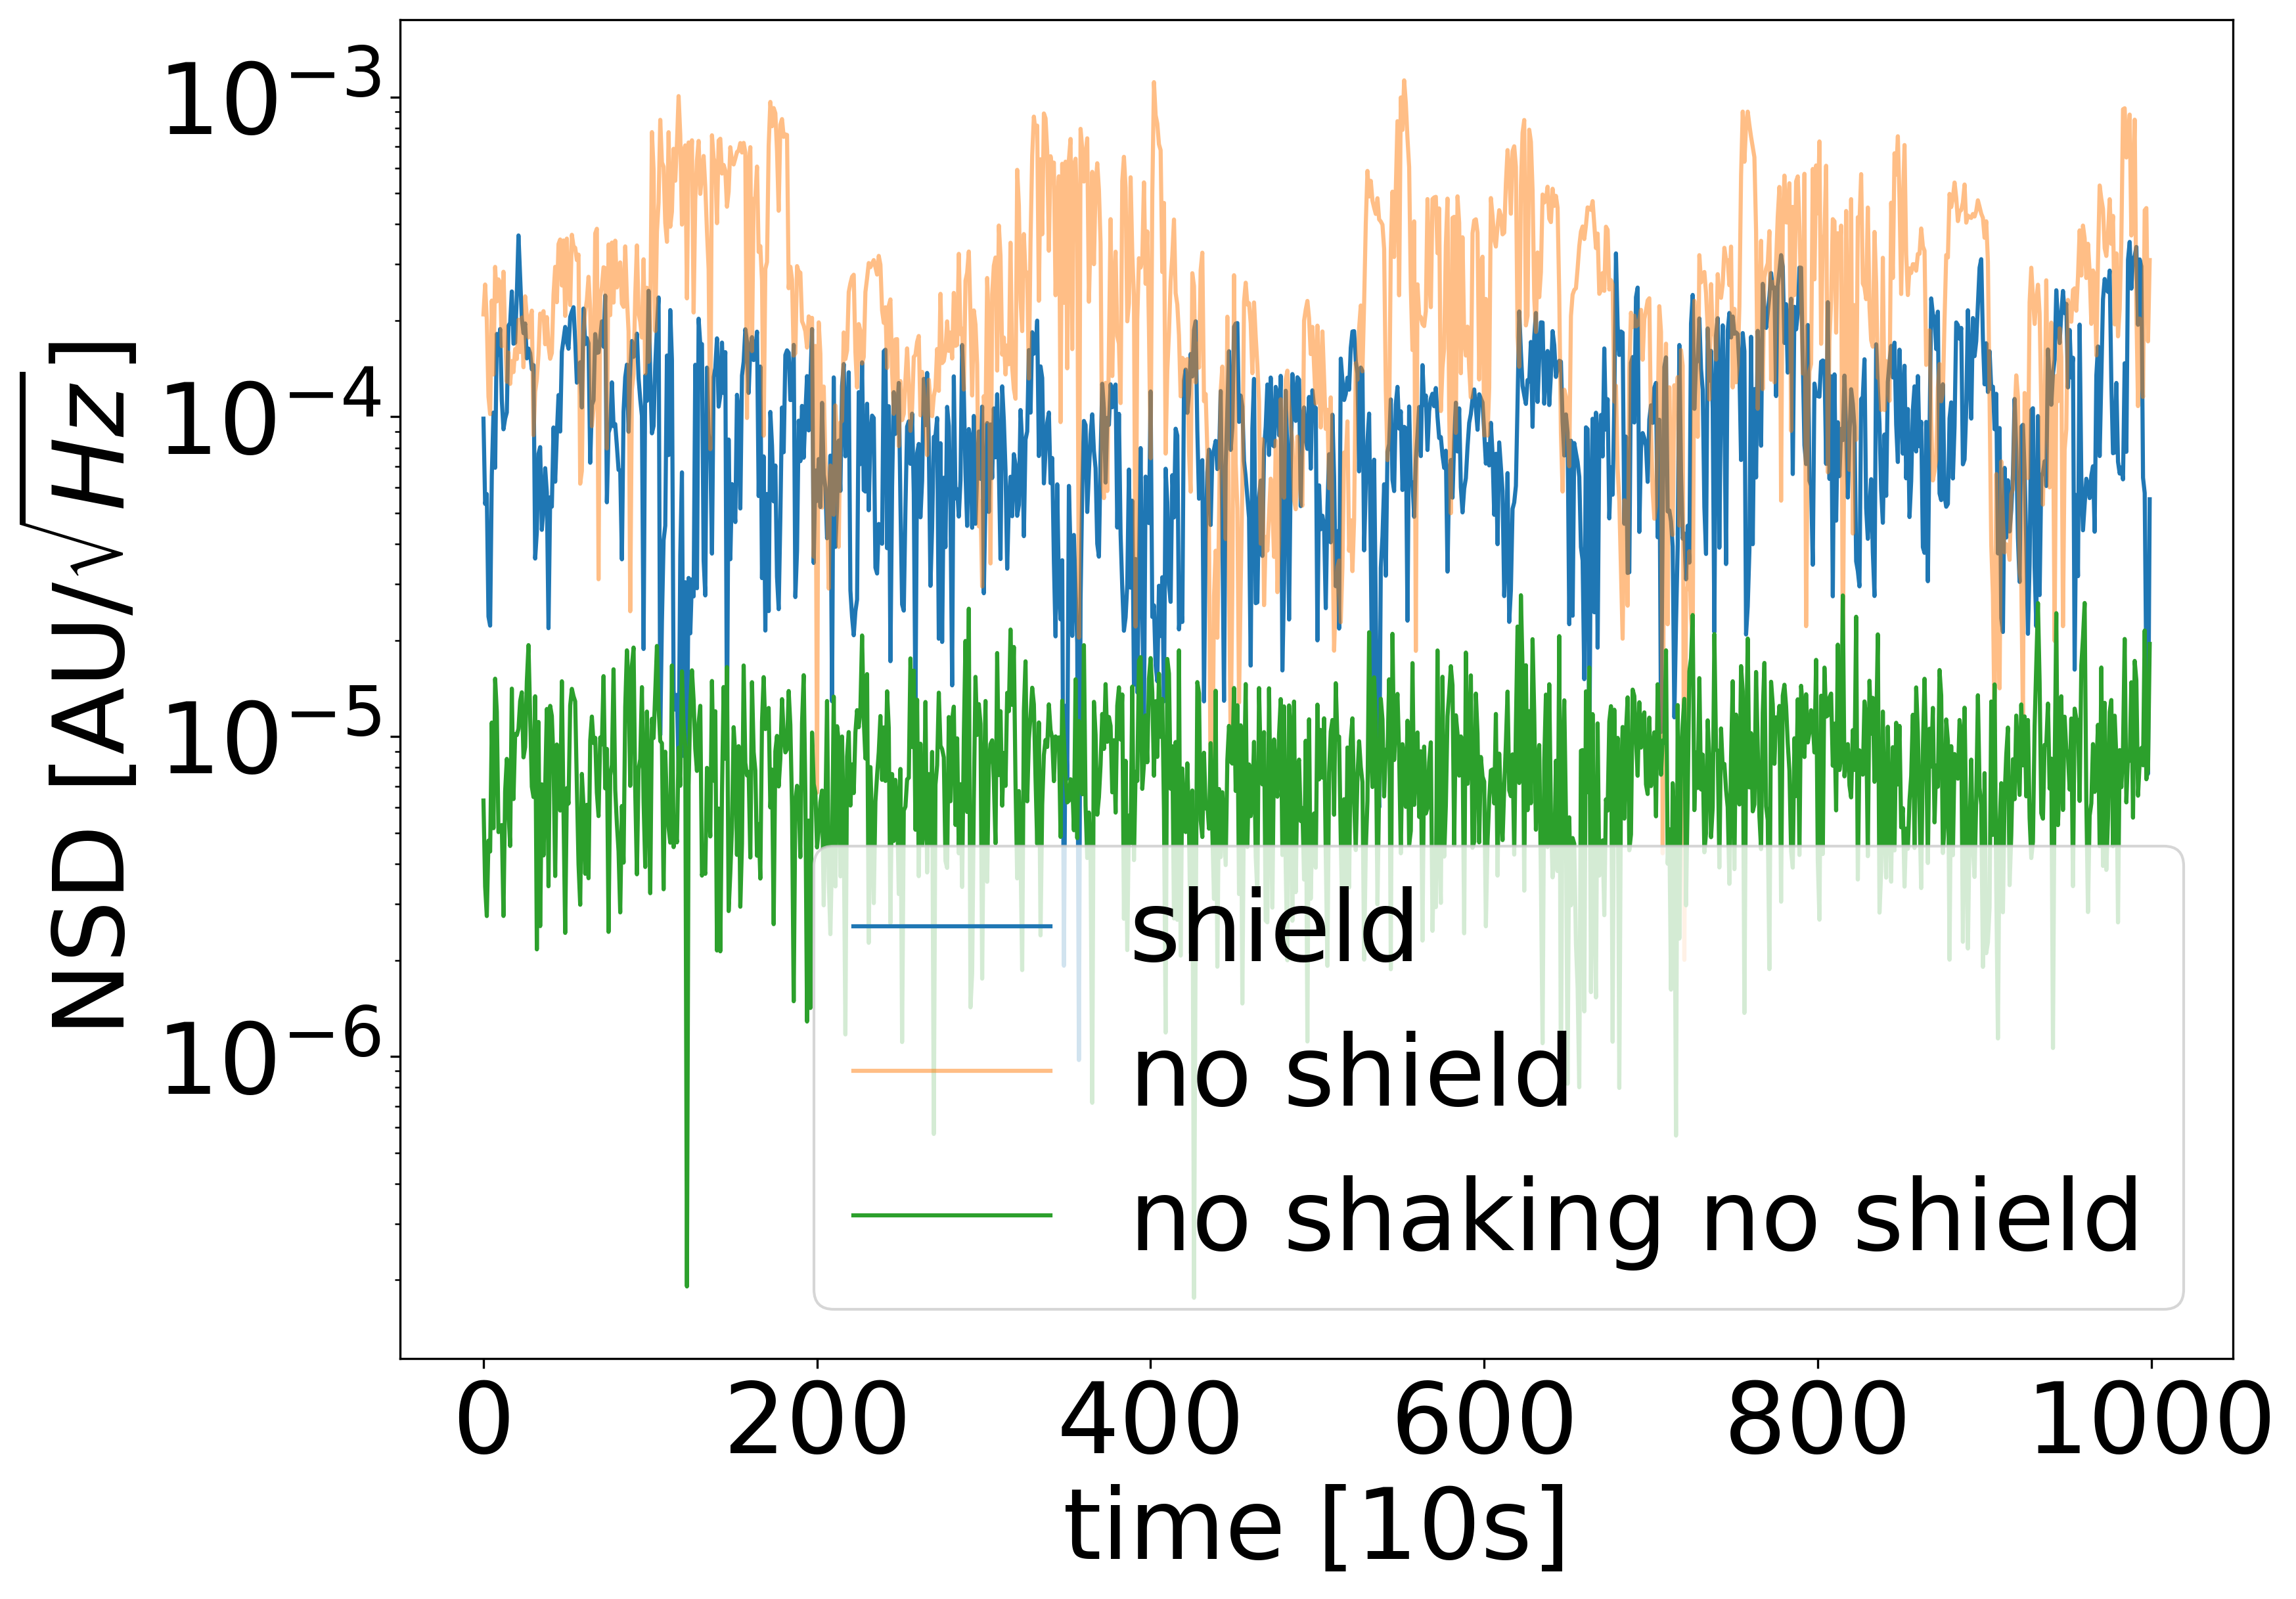 NSD [AU/√Hz]
10⁻³
10⁻⁴
10⁻⁵
10⁻⁶
shield
no shield
no shaking no shield
0 200 400 600 800 1000
time [10s]